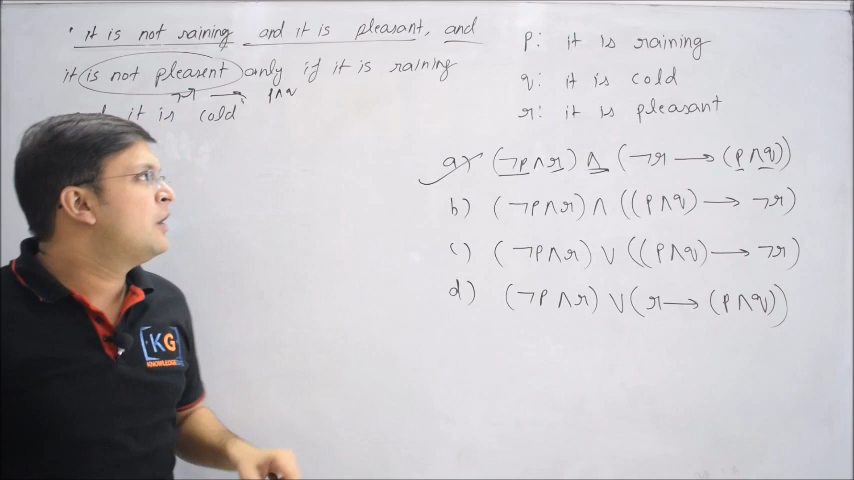 it is not raining and it is pleasant, and
it is not pleasent only if it is raining
it is cold
¬r → p∧q
p: it is raining
q: it is cold
r: it is pleasant
a) (¬p∧r) ∧ (¬r → (p∧q))
b) (¬p∧r) ∧ ((p∧q) → ¬r)
c) (¬p∧r) ∨ ((p∧q) → ¬r)
d) (¬p∧r) ∨ (r → (p∧q))
KG